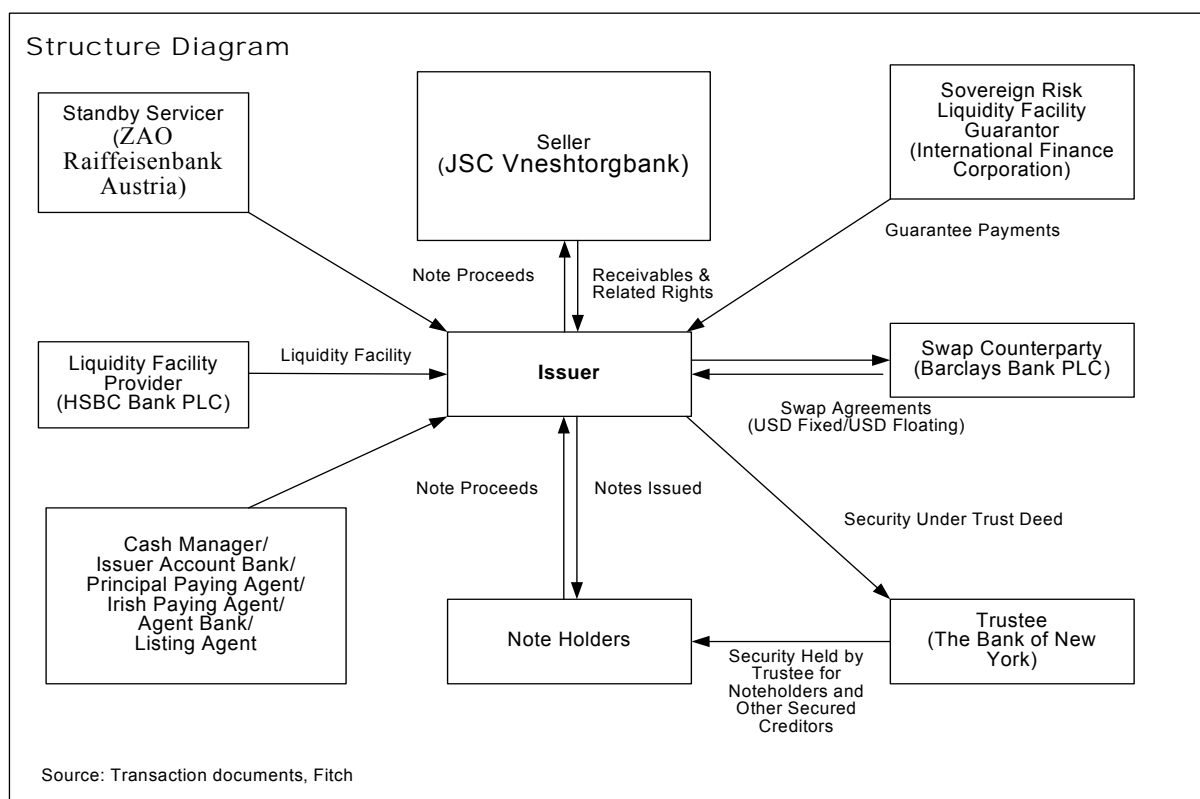 Structure Diagram
Standby Servicer
(ZAO
Raiffeisenbank
Austria)
Seller
(JSC Vneshtorgbank)
Sovereign Risk
Liquidity Facility
Guarantor
(International Finance
Corporation)
Guarantee Payments
Note Proceeds
Receivables &
Related Rights
Liquidity Facility
Provider
(HSBC Bank PLC)
Liquidity Facility
Issuer
Swap Counterparty
(Barclays Bank PLC)
Swap Agreements
(USD Fixed/USD Floating)
Note Proceeds
Notes Issued
Security Under Trust Deed
Cash Manager/
Issuer Account Bank/
Principal Paying Agent/
Irish Paying Agent/
Agent Bank/
Listing Agent
Note Holders
Security Held by
Trustee for
Noteholders and
Other Secured
Creditors
Trustee
(The Bank of New
York)
Source: Transaction documents, Fitch